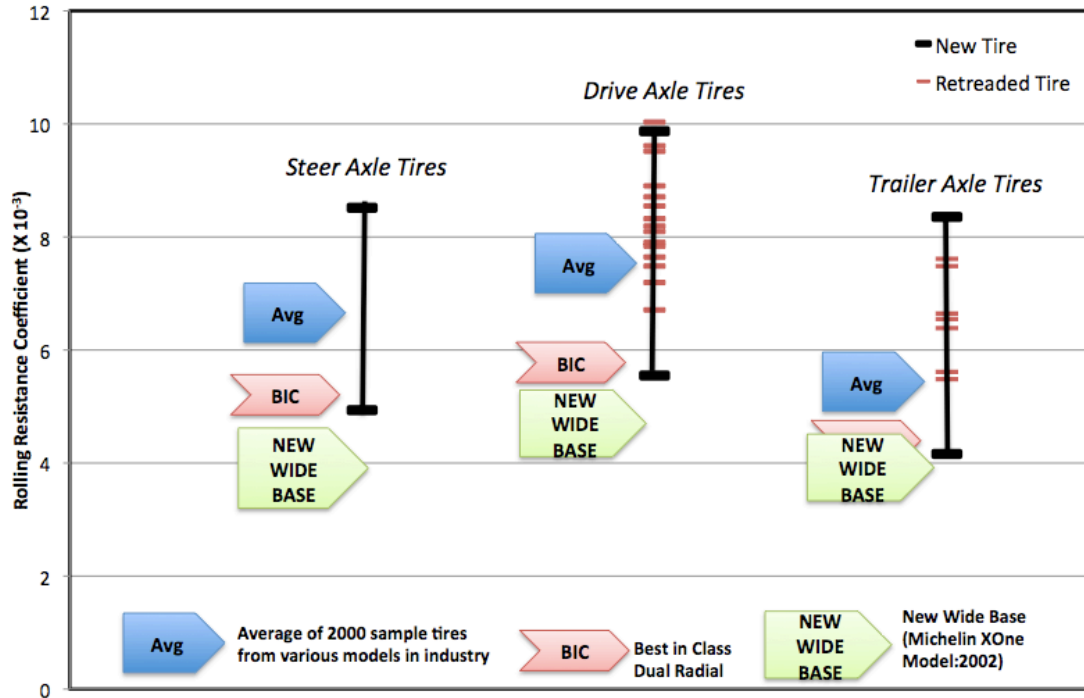 12
New Tire
Retreaded Tire
Drive Axle Tires
10
Steer Axle Tires
Trailer Axle Tires
8
Avg
Avg
6
BIC
Avg
BIC
NEW
WIDE
BASE
NEW
WIDE
BASE
NEW
WIDE
BASE
4
2
0
Rolling Resistance Coefficient (X 10⁻³)
Avg
Average of 2000 sample tires
from various models in industry
BIC
Best in Class
Dual Radial
NEW
WIDE
BASE
New Wide Base
(Michelin XOne
Model:2002)